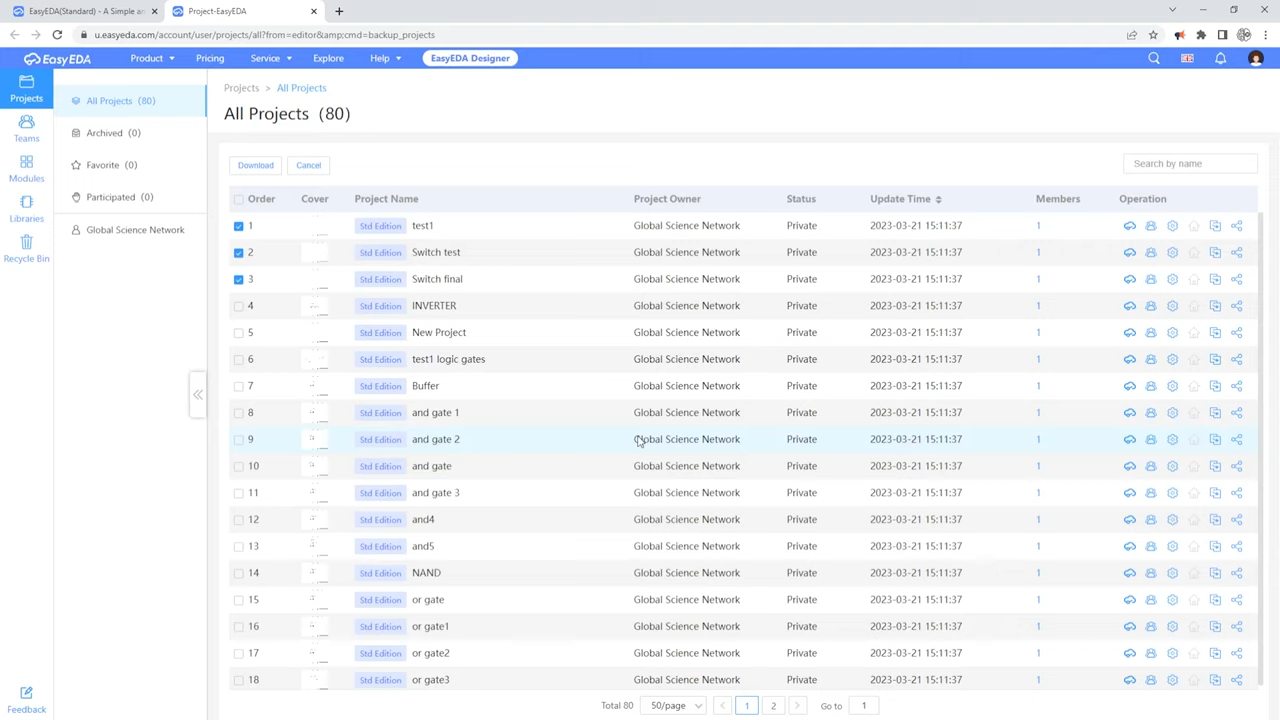 EasyEDA(Standard) - A Simple an
Project-EasyEDA
u.easyeda.com/account/user/projects/all?from=editor&amp;cmd=backup_projects
EasyEDA Product Pricing Service Explore Help EasyEDA Designer
Projects
Teams
Modules
Libraries
Recycle Bin
Feedback
All Projects (80)
Archived (0)
Favorite (0)
Participated (0)
Global Science Network
Projects > All Projects
All Projects (80)
Download Cancel Search by name
Order Cover Project Name Project Owner Status Update Time Members Operation
1 Std Edition test1 Global Science Network Private 2023-03-21 15:11:37 1
2 Std Edition Switch test Global Science Network Private 2023-03-21 15:11:37 1
3 Std Edition Switch final Global Science Network Private 2023-03-21 15:11:37 1
4 Std Edition INVERTER Global Science Network Private 2023-03-21 15:11:37 1
5 Std Edition New Project Global Science Network Private 2023-03-21 15:11:37 1
6 Std Edition test1 logic gates Global Science Network Private 2023-03-21 15:11:37 1
7 Std Edition Buffer Global Science Network Private 2023-03-21 15:11:37 1
8 Std Edition and gate 1 Global Science Network Private 2023-03-21 15:11:37 1
9 Std Edition and gate 2 Global Science Network Private 2023-03-21 15:11:37 1
10 Std Edition and gate Global Science Network Private 2023-03-21 15:11:37 1
11 Std Edition and gate 3 Global Science Network Private 2023-03-21 15:11:37 1
12 Std Edition and4 Global Science Network Private 2023-03-21 15:11:37 1
13 Std Edition and5 Global Science Network Private 2023-03-21 15:11:37 1
14 Std Edition NAND Global Science Network Private 2023-03-21 15:11:37 1
15 Std Edition or gate Global Science Network Private 2023-03-21 15:11:37 1
16 Std Edition or gate1 Global Science Network Private 2023-03-21 15:11:37 1
17 Std Edition or gate2 Global Science Network Private 2023-03-21 15:11:37 1
18 Std Edition or gate3 Global Science Network Private 2023-03-21 15:11:37 1
Total 80 50/page 1 2 Go to 1